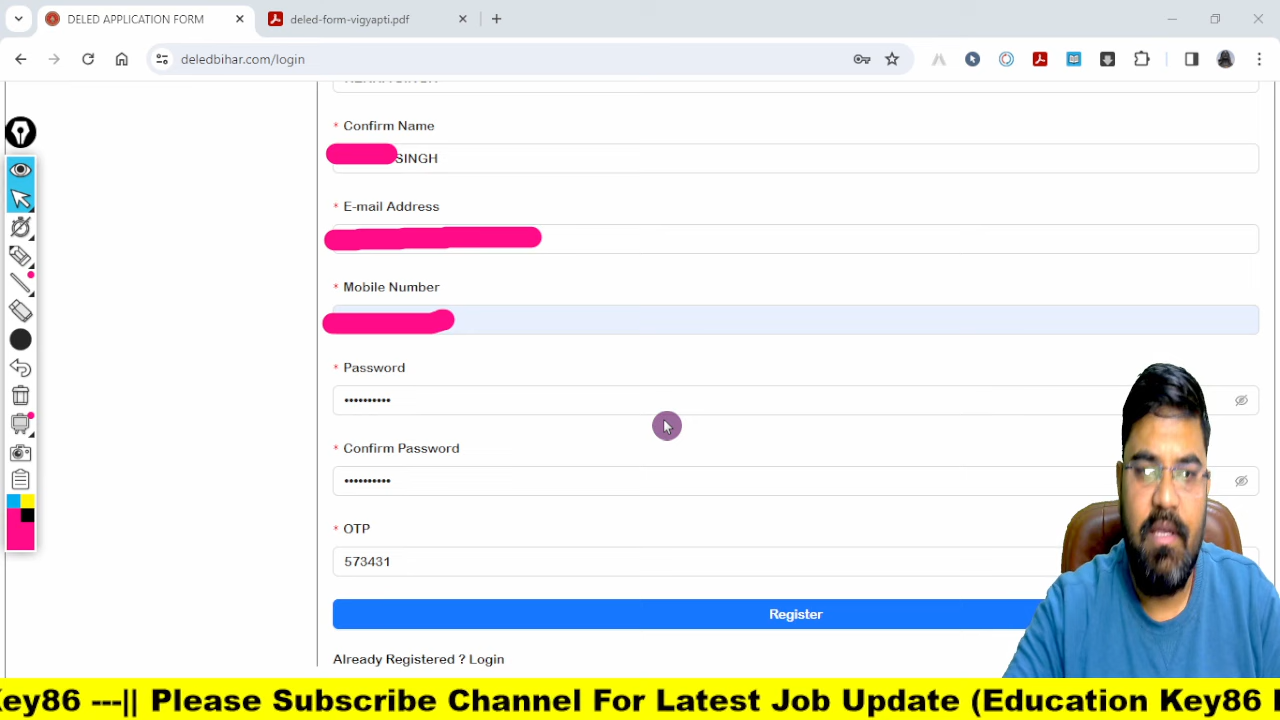 DELED APPLICATION FORM
deled-form-vigyapti.pdf
deledbihar.com/login
* Confirm Name
SINGH
* E-mail Address
* Mobile Number
* Password
••••••••••
* Confirm Password
••••••••••
* OTP
573431
Register
Already Registered ? Login
Key86 ---|| Please Subscribe Channel For Latest Job Update (Education Key86